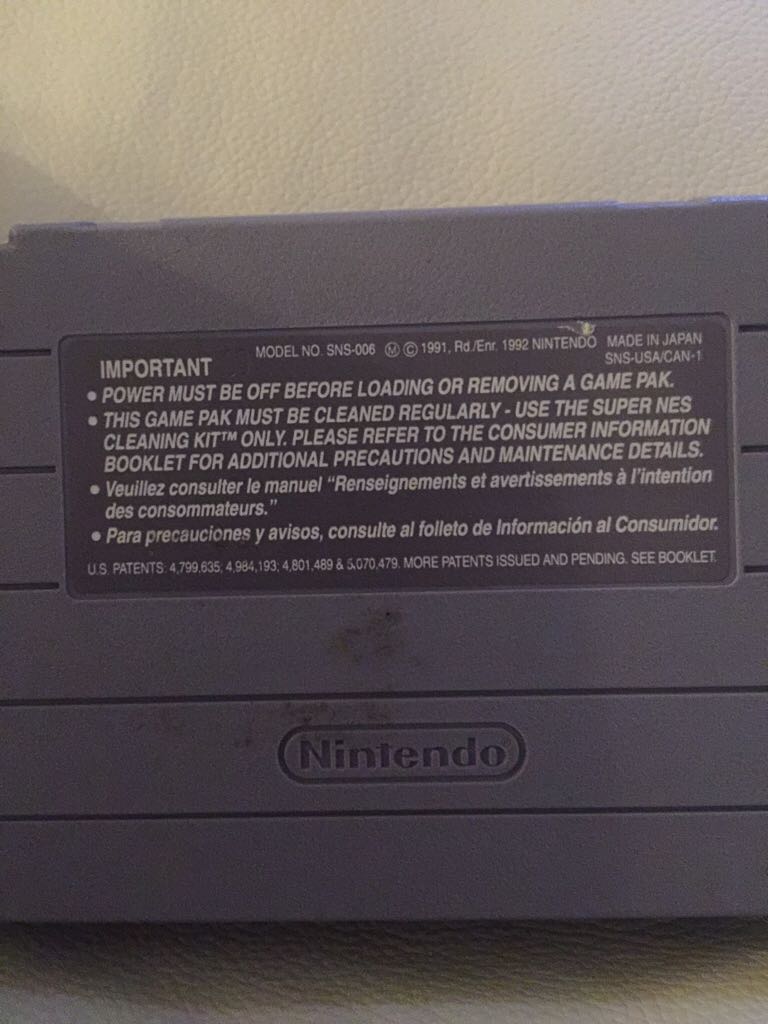 MODEL NO. SNS-006 Ⓜ © 1991, Rd./Enr. 1992 NINTENDO MADE IN JAPAN
SNS-USA/CAN-1
IMPORTANT
• POWER MUST BE OFF BEFORE LOADING OR REMOVING A GAME PAK.
• THIS GAME PAK MUST BE CLEANED REGULARLY - USE THE SUPER NES
CLEANING KIT™ ONLY. PLEASE REFER TO THE CONSUMER INFORMATION
BOOKLET FOR ADDITIONAL PRECAUTIONS AND MAINTENANCE DETAILS.
• Veuillez consulter le manuel “Renseignements et avertissements à l’intention
des consommateurs.”
• Para precauciones y avisos, consulte al folleto de Información al Consumidor.
U.S. PATENTS: 4,799,635; 4,984,193; 4,801,489 & 5,070,479. MORE PATENTS ISSUED AND PENDING. SEE BOOKLET.
Nintendo